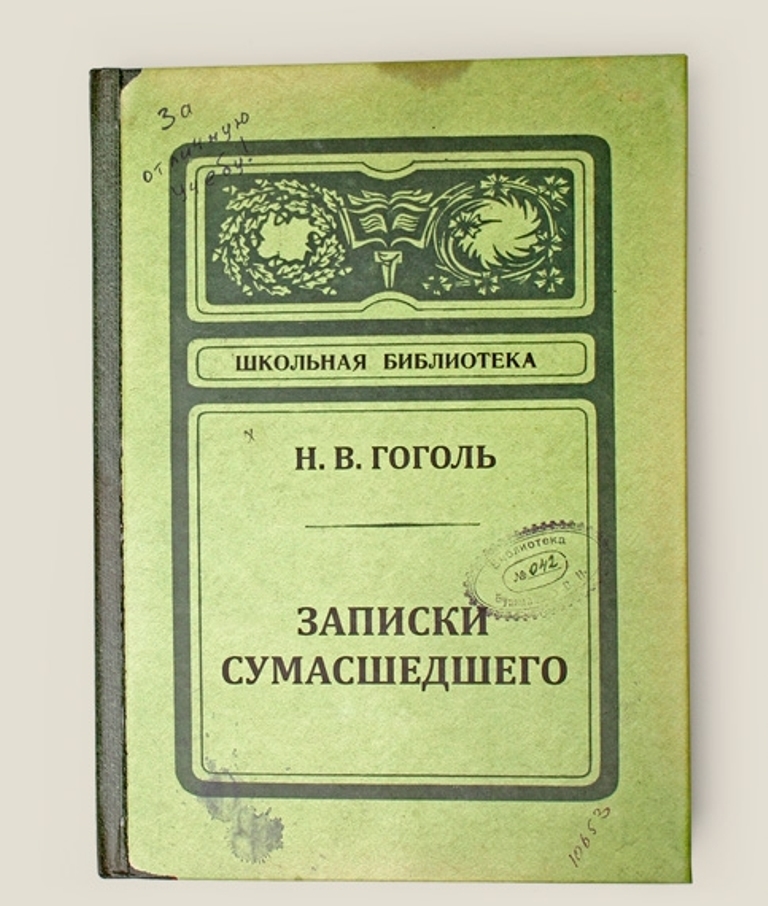 За
отличную
учебу!
ШКОЛЬНАЯ БИБЛИОТЕКА
х
Н. В. ГОГОЛЬ
Библиотека
№ 042
ЗАПИСКИ
СУМАСШЕДШЕГО
10653